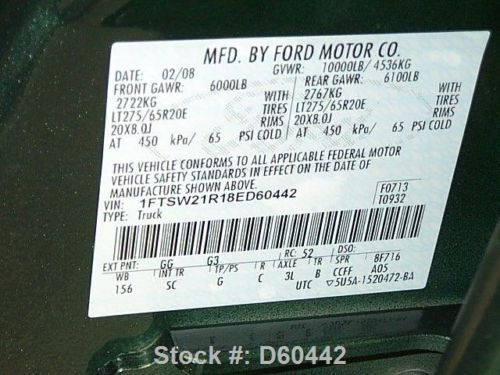 MFD. BY FORD MOTOR CO.
DATE: 02/08 GVWR: 10000LB/ 4536KG
FRONT GAWR: 6000LB REAR GAWR: 6100LB
2722KG WITH 2767KG WITH
LT275/65R20E TIRES LT275/65R20E TIRES
20X8.0J RIMS 20X8.0J RIMS
AT 450 kPa/ 65 PSI COLD AT 450 kPa/ 65 PSI COLD
THIS VEHICLE CONFORMS TO ALL APPLICABLE FEDERAL MOTOR
VEHICLE SAFETY STANDARDS IN EFFECT ON THE DATE OF
MANUFACTURE SHOWN ABOVE.
VIN: 1FTSW21R18ED60442 F0713
TYPE: Truck T0932
EXT PNT: GG G3 RC: 52 DSO:
WB INT TR TP/PS R AXLE TR SPR 8F716
156 SC G C 3L B CCFF A05
UTC ▽5U5A-1520472-BA
Stock #: D60442